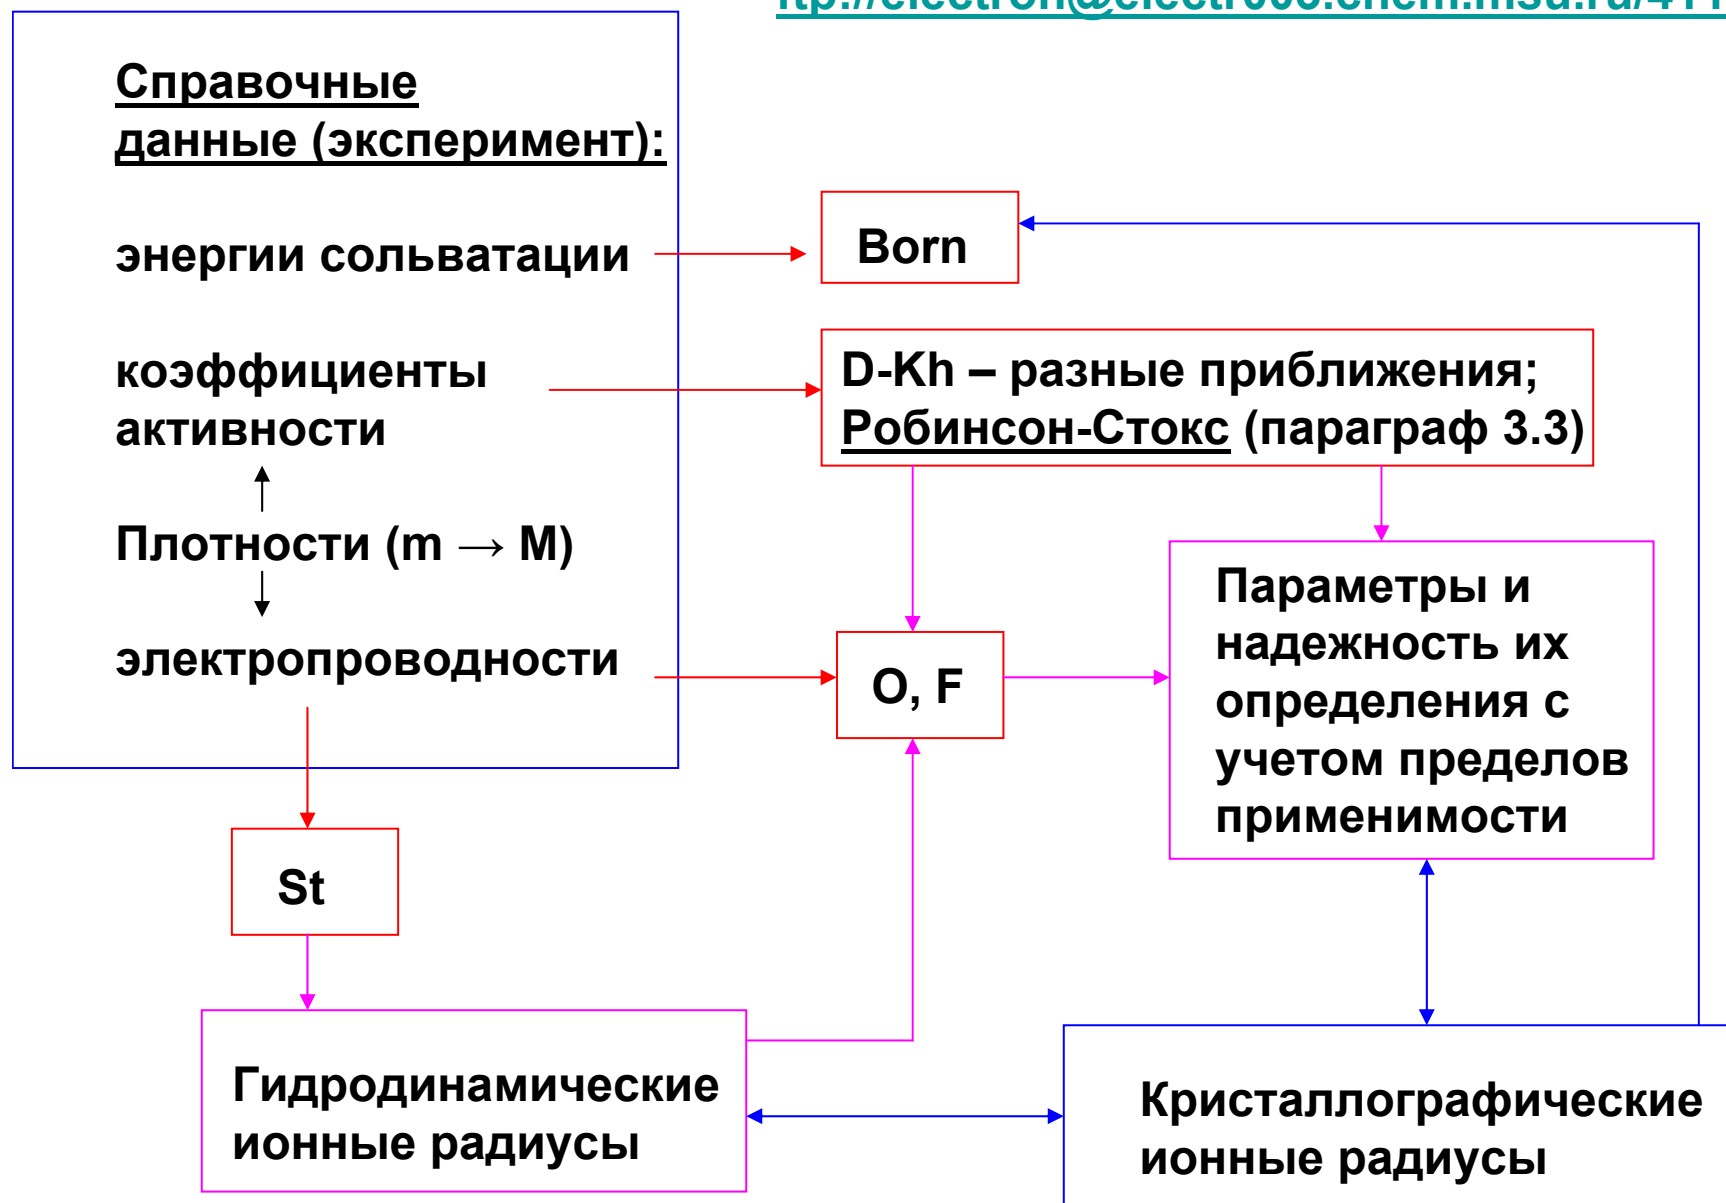 Справочные
данные (эксперимент):
энергии сольватации
Born
коэффициенты
активности
D-Kh – разные приближения;
Робинсон-Стокс (параграф 3.3)
Плотности (m → M)
электропроводности
O, F
Параметры и
надежность их
определения с
учетом пределов
применимости
St
Гидродинамические
ионные радиусы
Кристаллографические
ионные радиусы